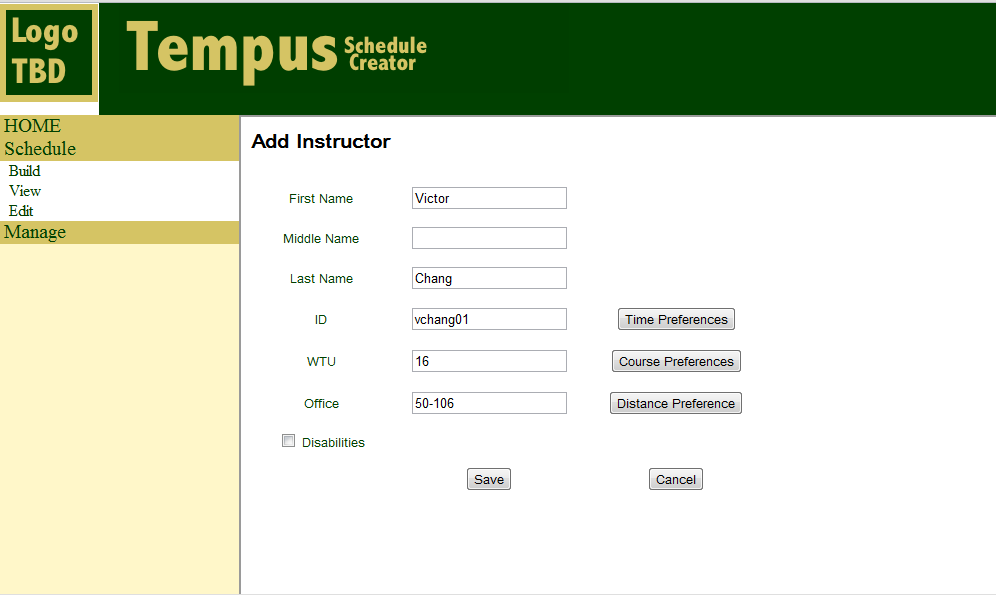 Logo
TBD
Tempus Schedule
Creator
HOME
Schedule
Build
View
Edit
Manage
Add Instructor
First Name Victor
Middle Name
Last Name Chang
ID vchang01 Time Preferences
WTU 16 Course Preferences
Office 50-106 Distance Preference
Disabilities
Save Cancel